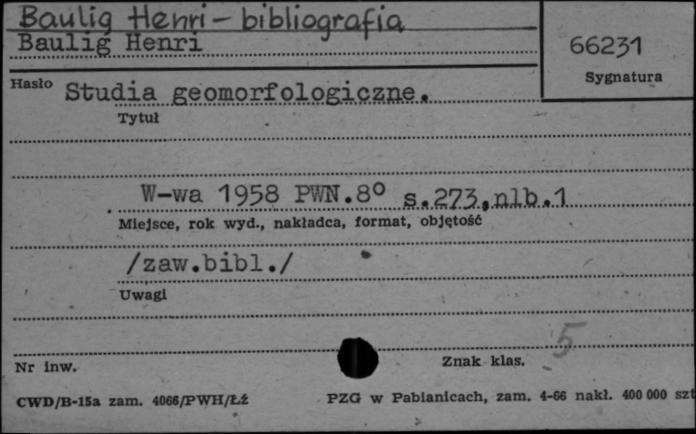 Baulig Henri - bibliografia
Baulig Henri
66231
Sygnatura
Hasło
Studia geomorfologiczne.
Tytuł
W-wa 1958 PWN.8° s.273,nlb.1
Miejsce, rok wyd., nakładca, format, objętość
/zaw.bibl./
Uwagi
5
Nr inw.
Znak klas.
CWD/B-15a zam. 4066/PWH/ŁŻ
PZG w Pabianicach, zam. 4-66 nakł. 400 000 szt